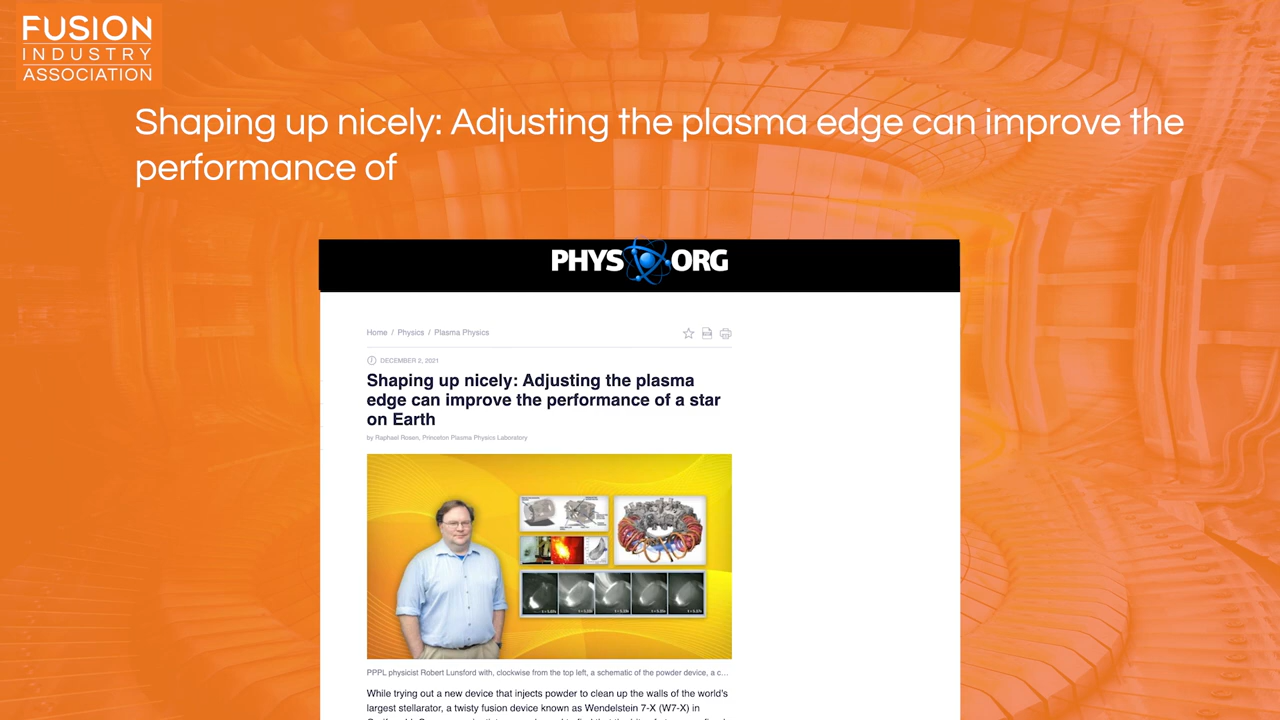 FUSION
INDUSTRY
ASSOCIATION
Shaping up nicely: Adjusting the plasma edge can improve the
performance of
PHYS ORG
Home / Physics / Plasma Physics
DECEMBER 2, 2021
Shaping up nicely: Adjusting the plasma
edge can improve the performance of a star
on Earth
by Raphael Rosen, Princeton Plasma Physics Laboratory
PPPL physicist Robert Lunsford with, clockwise from the top left, a schematic of the powder device, a c...
While trying out a new device that injects powder to clean up the walls of the world's
largest stellarator, a twisty fusion device known as Wendelstein 7-X (W7-X) in